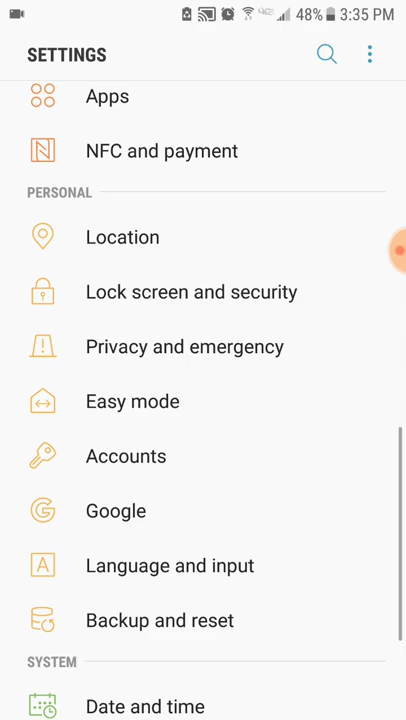 48% 3:35 PM
SETTINGS
Apps
NFC and payment
PERSONAL
Location
Lock screen and security
Privacy and emergency
Easy mode
Accounts
Google
Language and input
Backup and reset
SYSTEM
Date and time